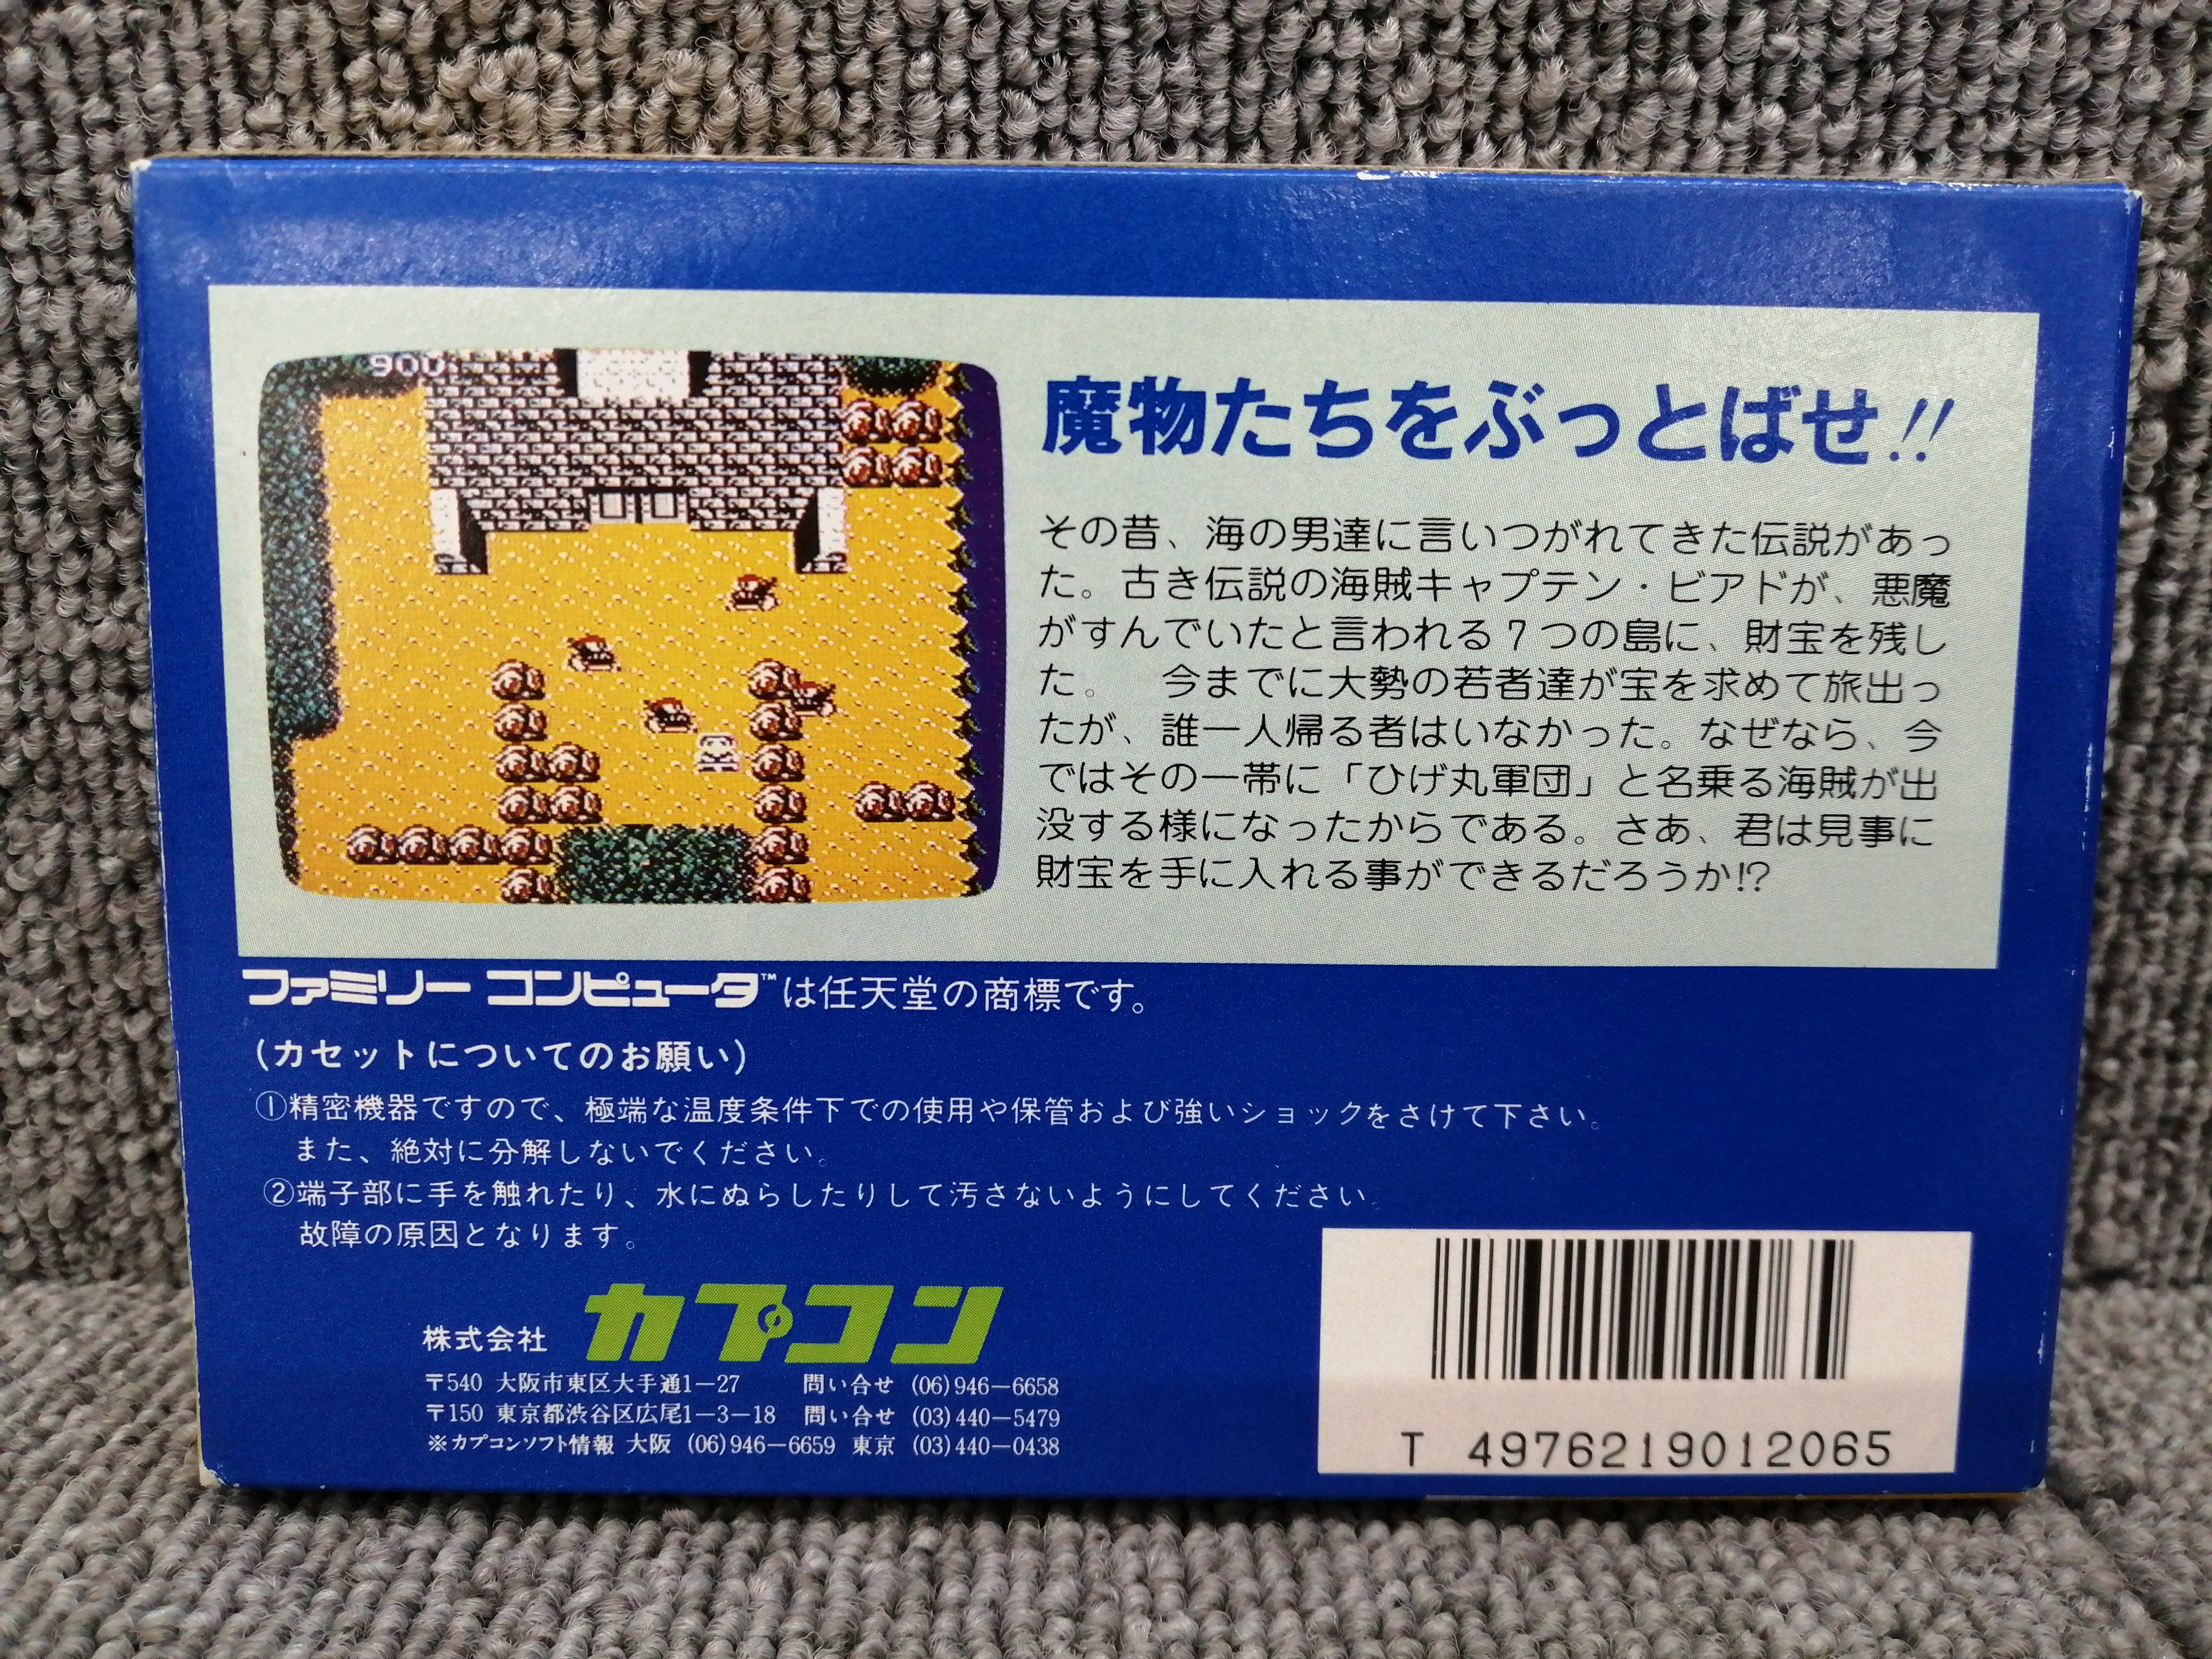 900
魔物たちをぶっとばせ!!
その昔、海の男達に言いつがれてきた伝説があっ
た。古き伝説の海賊キャプテン・ビアドが、悪魔
がすんでいたと言われる7つの島に、財宝を残し
た。　今までに大勢の若者達が宝を求めて旅出っ
たが、誰一人帰る者はいなかった。なぜなら、今
ではその一帯に「ひげ丸軍団」と名乗る海賊が出
没する様になったからである。さあ、君は見事に
財宝を手に入れる事ができるだろうか!?
ファミリー コンピュータ™は任天堂の商標です。
(カセットについてのお願い)
①精密機器ですので、極端な温度条件下での使用や保管および強いショックをさけて下さい。
また、絶対に分解しないでください。
②端子部に手を触れたり、水にぬらしたりして汚さないようにしてください。
故障の原因となります。
株式会社 カプコン
〒540 大阪市東区大手通1-27 問い合せ (06)946-6658
〒150 東京都渋谷区広尾1-3-18 問い合せ (03)440-5479
※カプコンソフト情報 大阪 (06)946-6659 東京 (03)440-0438
T 4976219012065